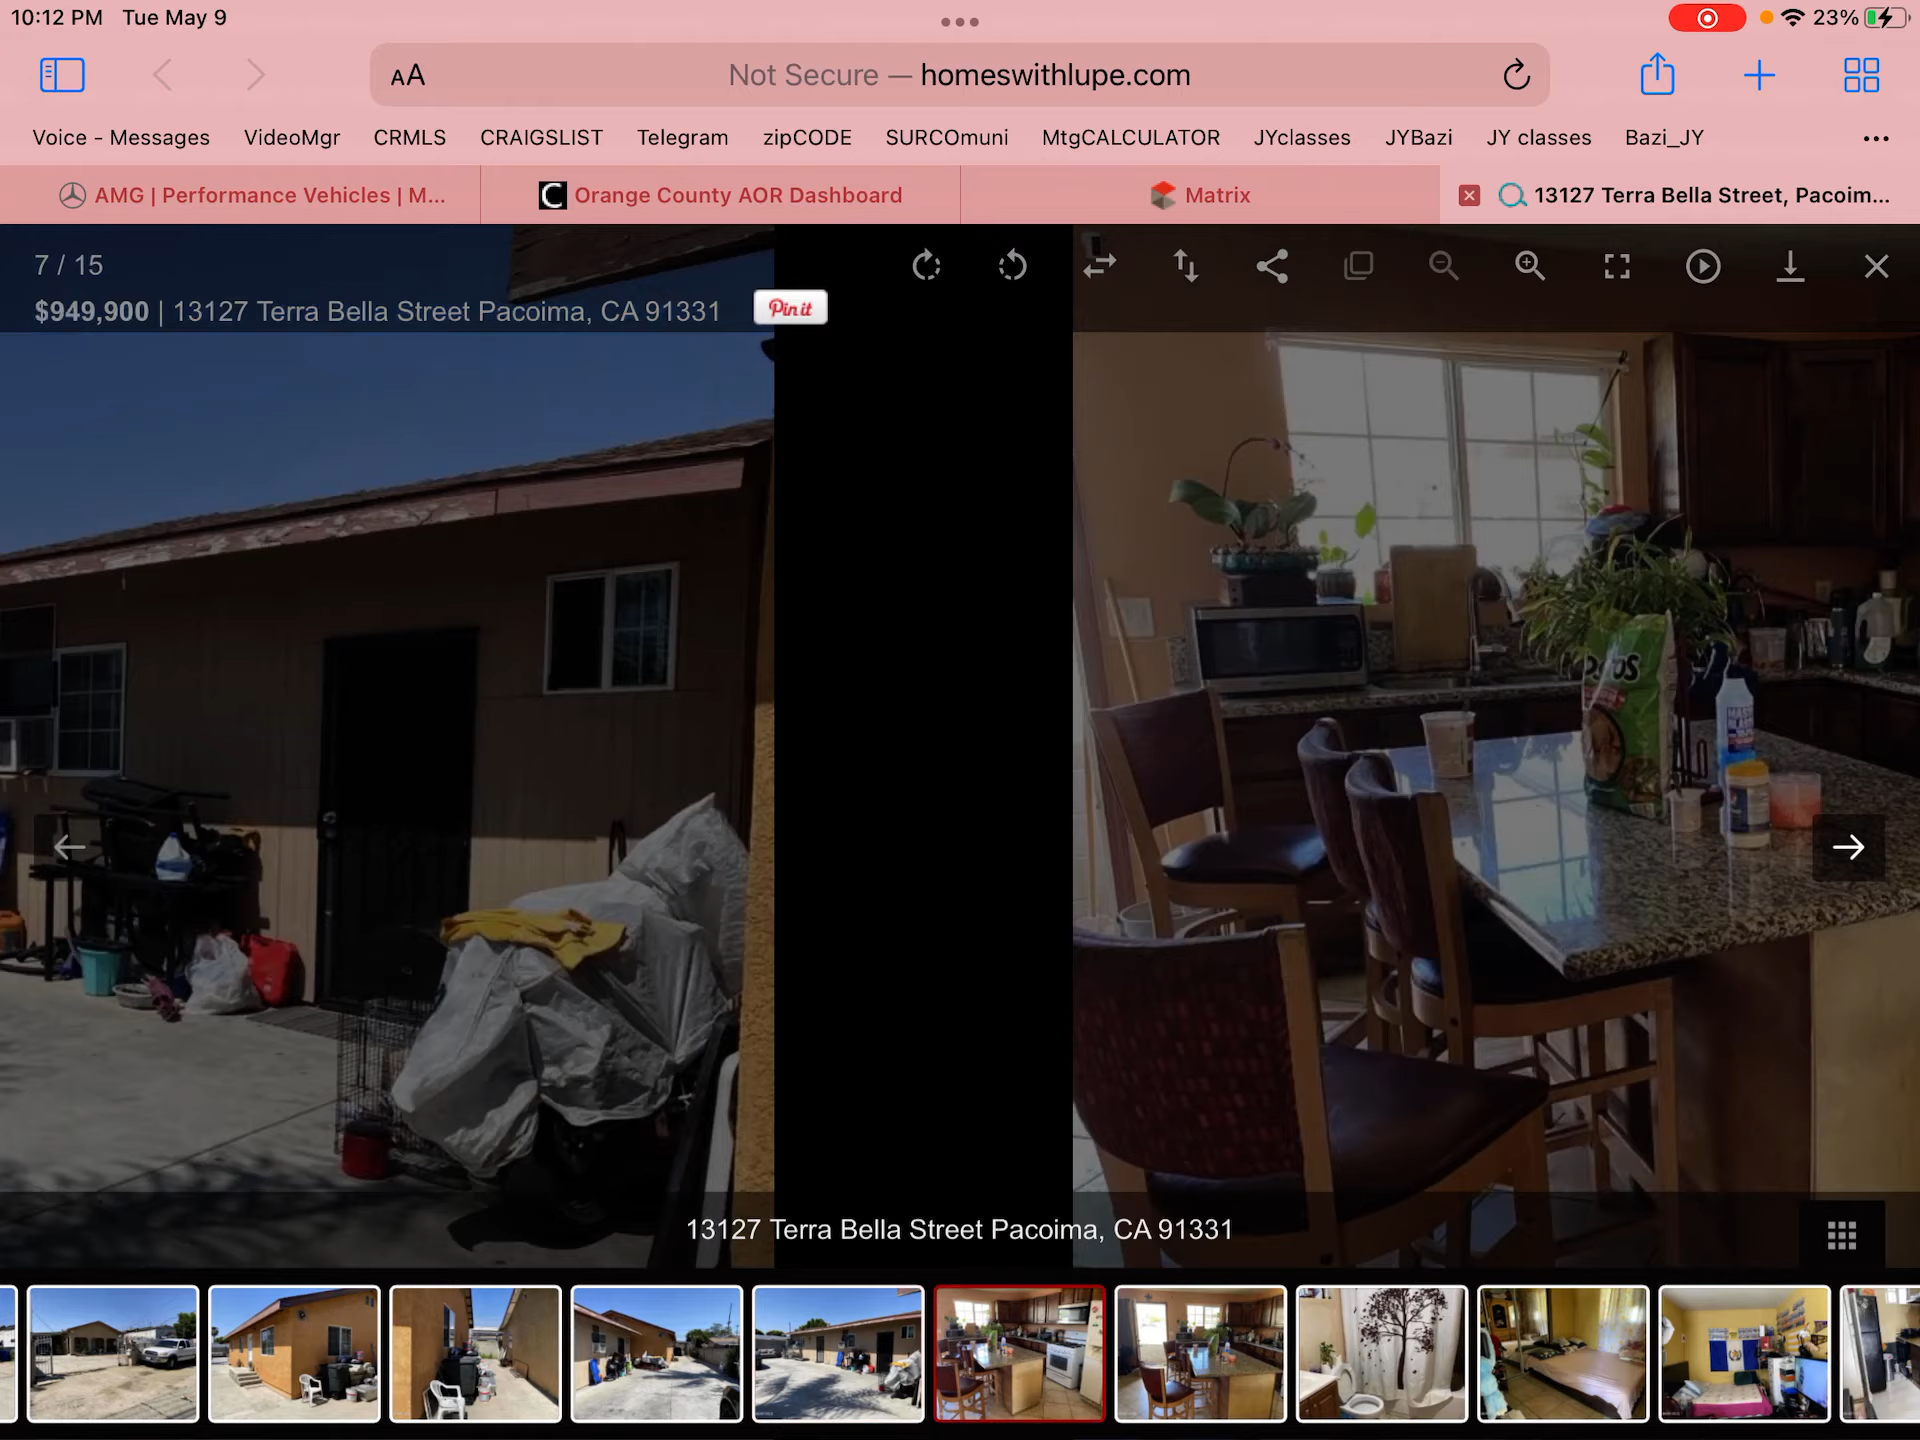 10:12 PM Tue May 9
23%
AA
Not Secure — homeswithlupe.com
Voice - Messages VideoMgr CRMLS CRAIGSLIST Telegram zipCODE SURCOmuni MtgCALCULATOR JYclasses JYBazi JY classes Bazi_JY
AMG | Performance Vehicles | M... Orange County AOR Dashboard Matrix 13127 Terra Bella Street, Pacoim...
7 / 15
$949,900 | 13127 Terra Bella Street Pacoima, CA 91331 Pin it
13127 Terra Bella Street Pacoima, CA 91331